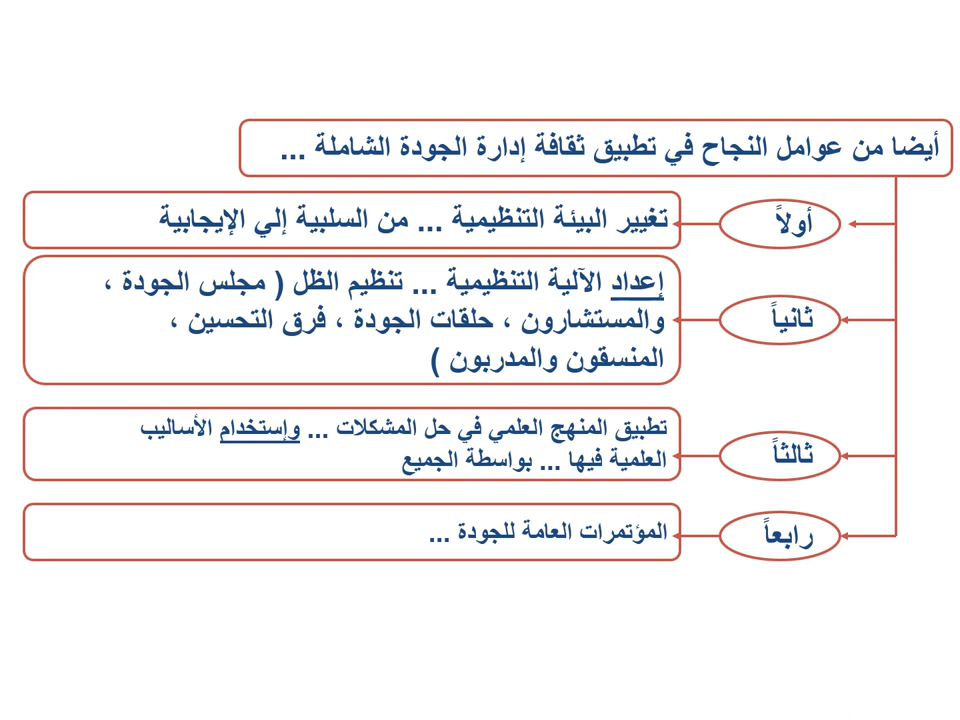 أيضا من عوامل النجاح في تطبيق ثقافة إدارة الجودة الشاملة ...
أولاً
تغيير البيئة التنظيمية ... من السلبية إلي الإيجابية
ثانياً
إعداد الآلية التنظيمية ... تنظيم الظل ( مجلس الجودة ،
والمستشارون ، حلقات الجودة ، فرق التحسين ،
المنسقون والمدربون )
ثالثاً
تطبيق المنهج العلمي في حل المشكلات ... وإستخدام الأساليب
العلمية فيها ... بواسطة الجميع
رابعاً
المؤتمرات العامة للجودة ...